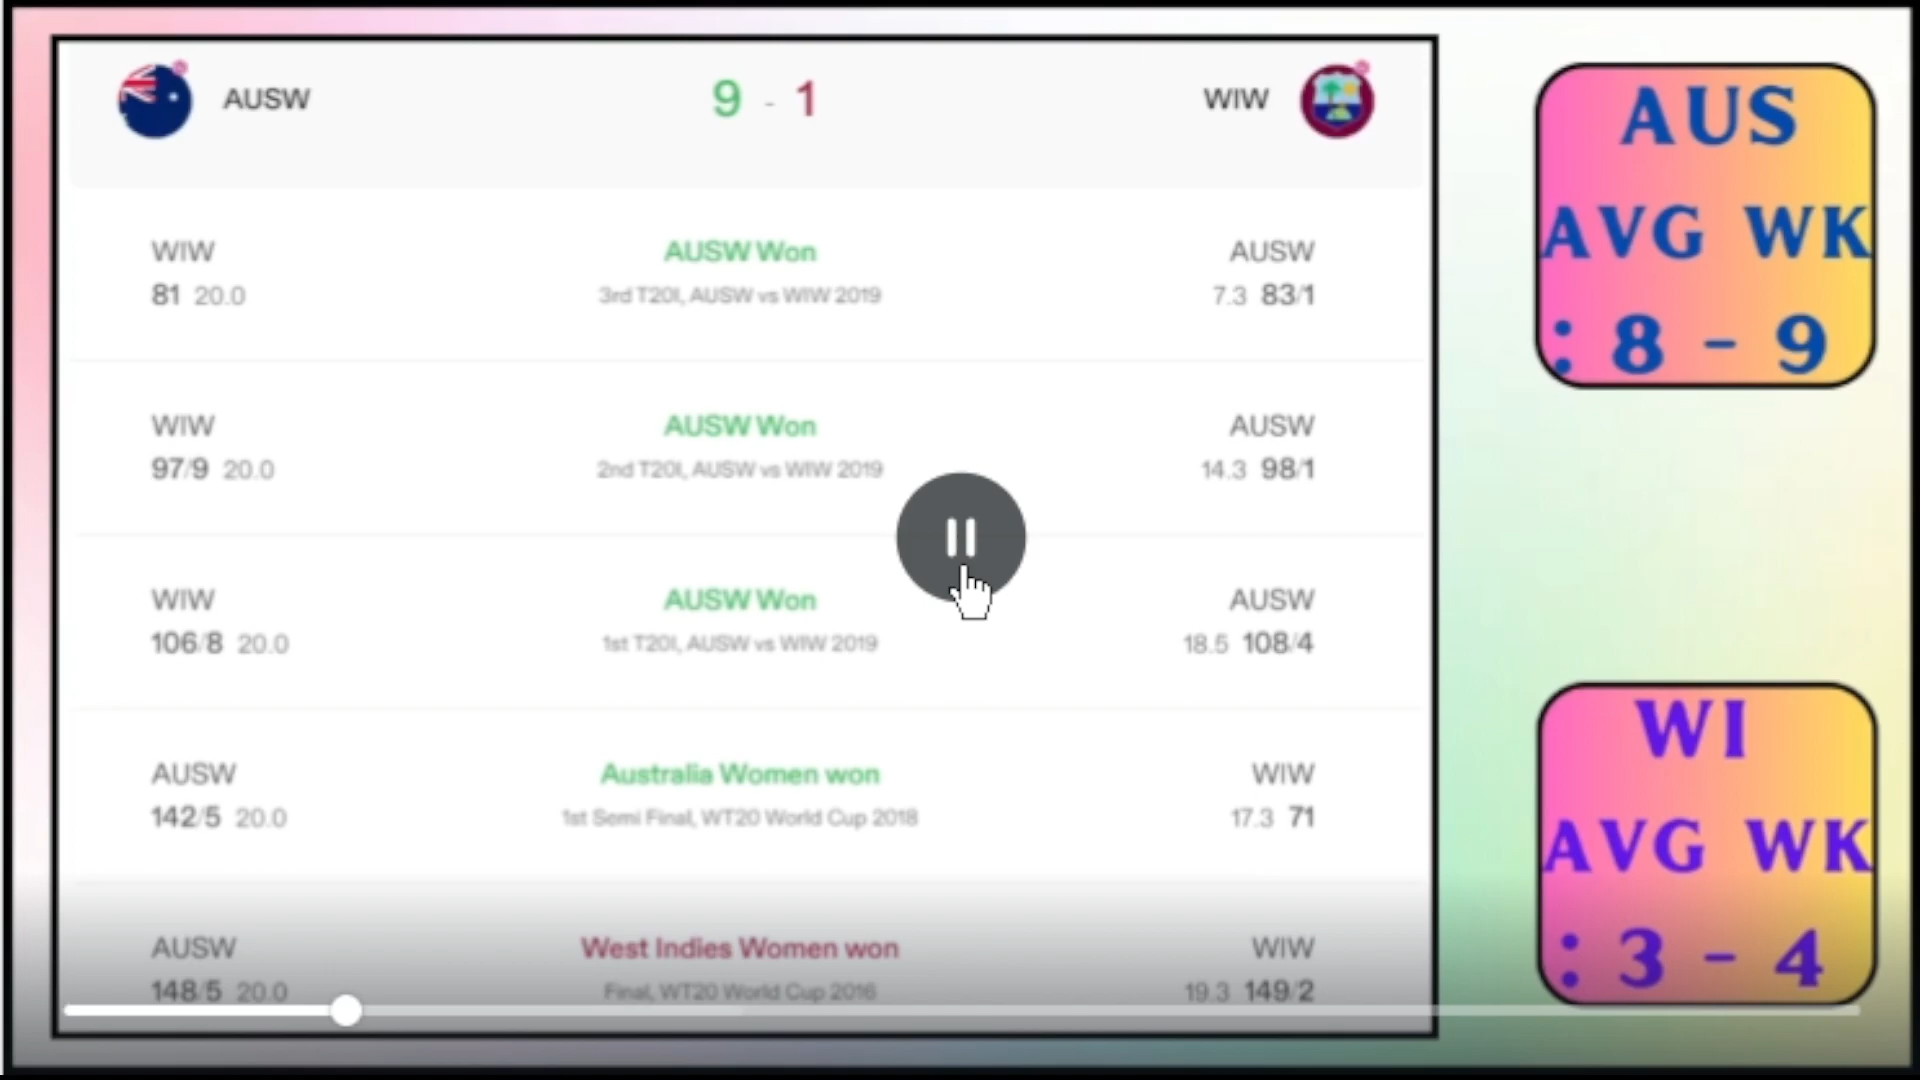 AUSW 9 - 1 WIW
WIW AUSW Won AUSW
81 20.0 3rd T20I, AUSW vs WIW 2019 7.3 83/1
WIW AUSW Won AUSW
97/9 20.0 2nd T20I, AUSW vs WIW 2019 14.3 98/1
WIW AUSW Won AUSW
106/8 20.0 1st T20I, AUSW vs WIW 2019 18.5 108/4
AUSW Australia Women won WIW
142/5 20.0 1st Semi Final, WT20 World Cup 2018 17.3 71
AUSW West Indies Women won WIW
148/5 20.0 Final, WT20 World Cup 2016 19.3 149/2
AUS
AVG WK
: 8 - 9
WI
AVG WK
: 3 - 4